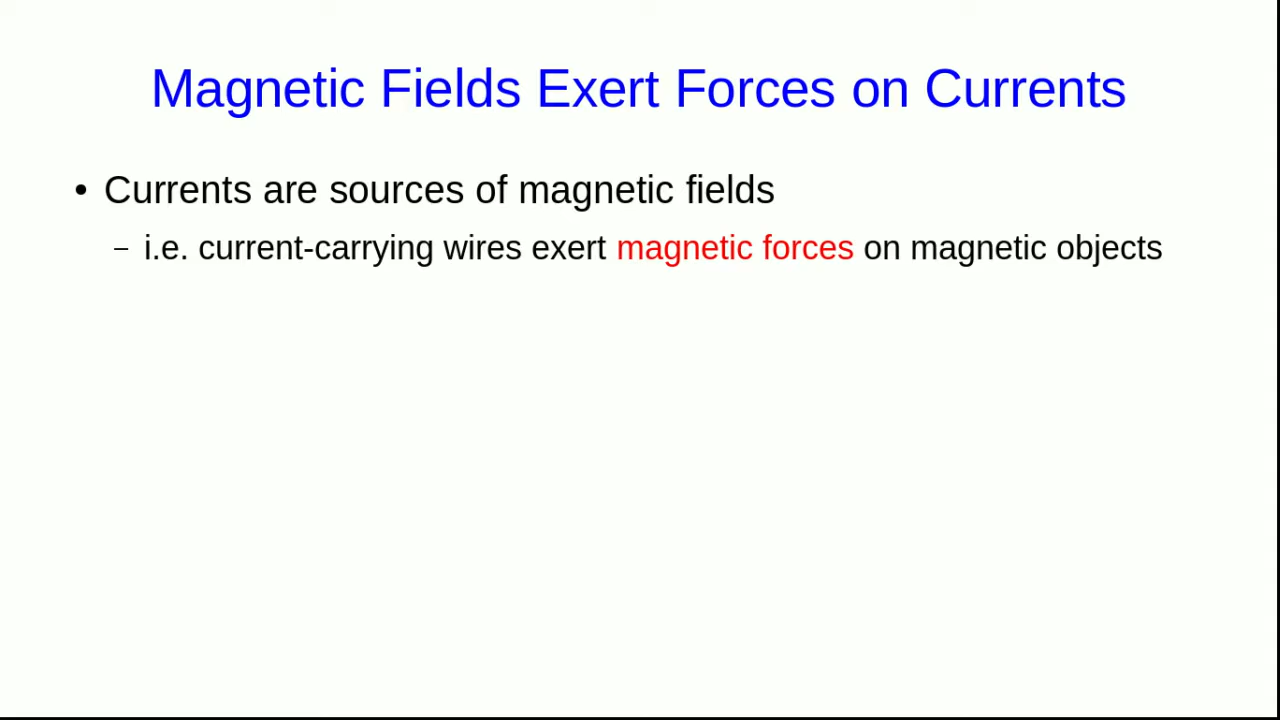 Magnetic Fields Exert Forces on Currents
• Currents are sources of magnetic fields
– i.e. current-carrying wires exert magnetic forces on magnetic objects